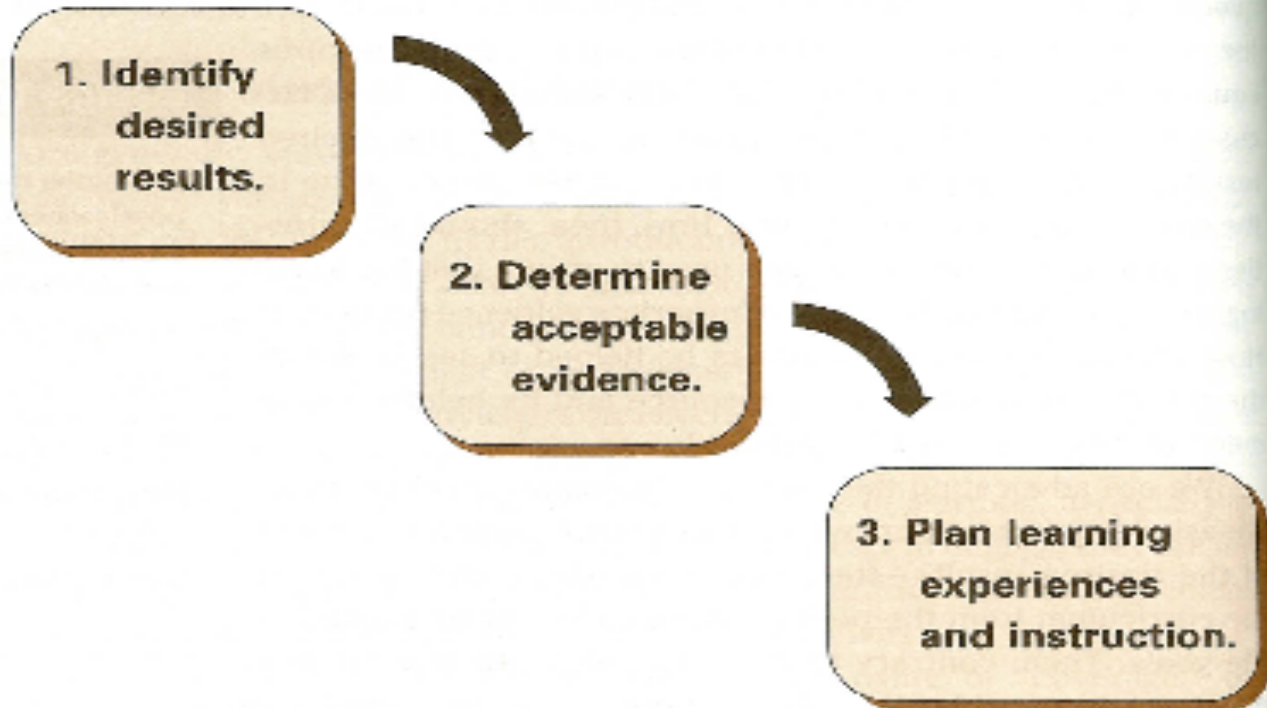 1. Identify
desired
results.
2. Determine
acceptable
evidence.
3. Plan learning
experiences
and instruction.